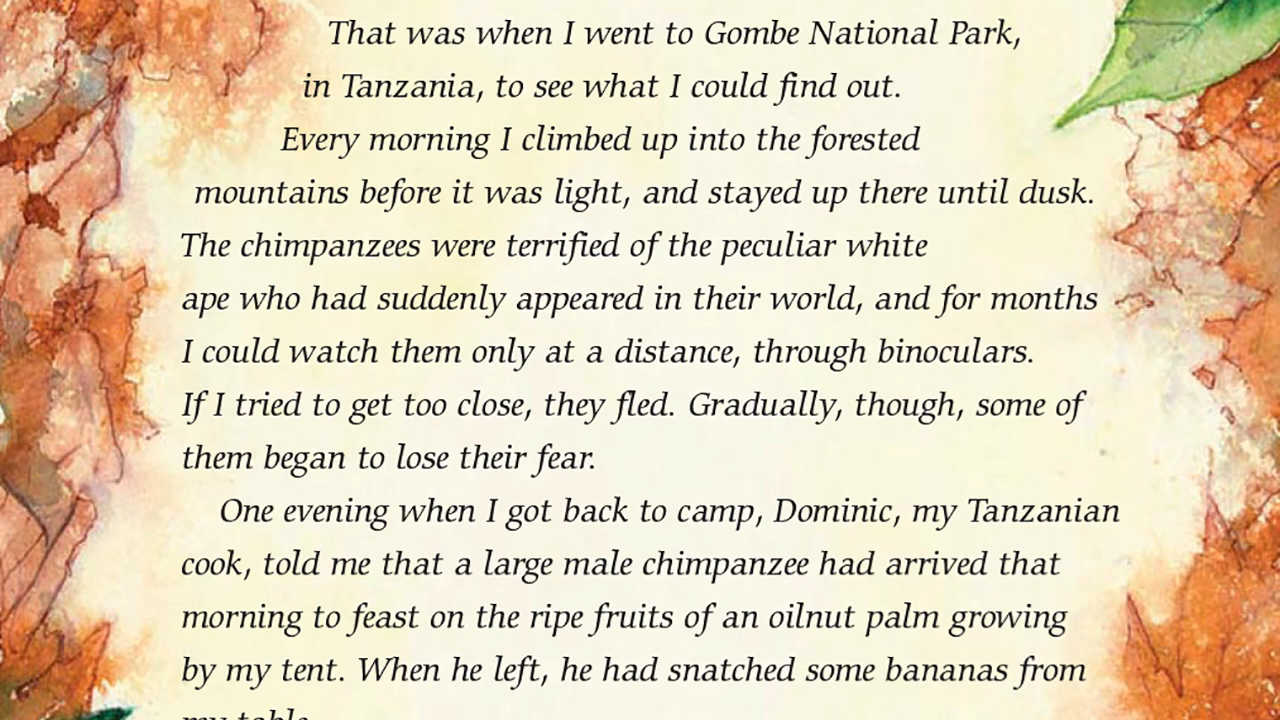 That was when I went to Gombe National Park,
in Tanzania, to see what I could find out.
Every morning I climbed up into the forested
mountains before it was light, and stayed up there until dusk.
The chimpanzees were terrified of the peculiar white
ape who had suddenly appeared in their world, and for months
I could watch them only at a distance, through binoculars.
If I tried to get too close, they fled. Gradually, though, some of
them began to lose their fear.
One evening when I got back to camp, Dominic, my Tanzanian
cook, told me that a large male chimpanzee had arrived that
morning to feast on the ripe fruits of an oilnut palm growing
by my tent. When he left, he had snatched some bananas from
my table